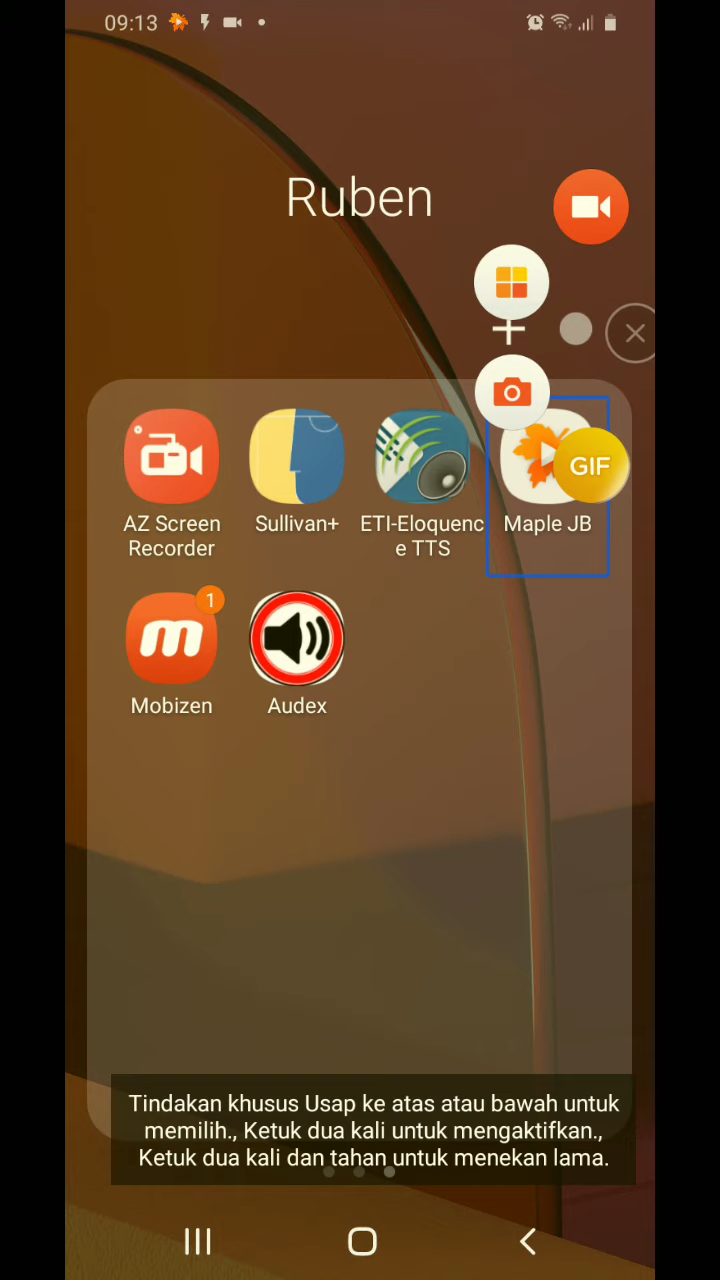 09:13
Ruben
GIF
AZ Screen
Recorder
Sullivan+
ETI-Eloquenc
e TTS
Maple JB
1
m
Mobizen
Audex
Tindakan khusus Usap ke atas atau bawah untuk
memilih., Ketuk dua kali untuk mengaktifkan.,
Ketuk dua kali dan tahan untuk menekan lama.